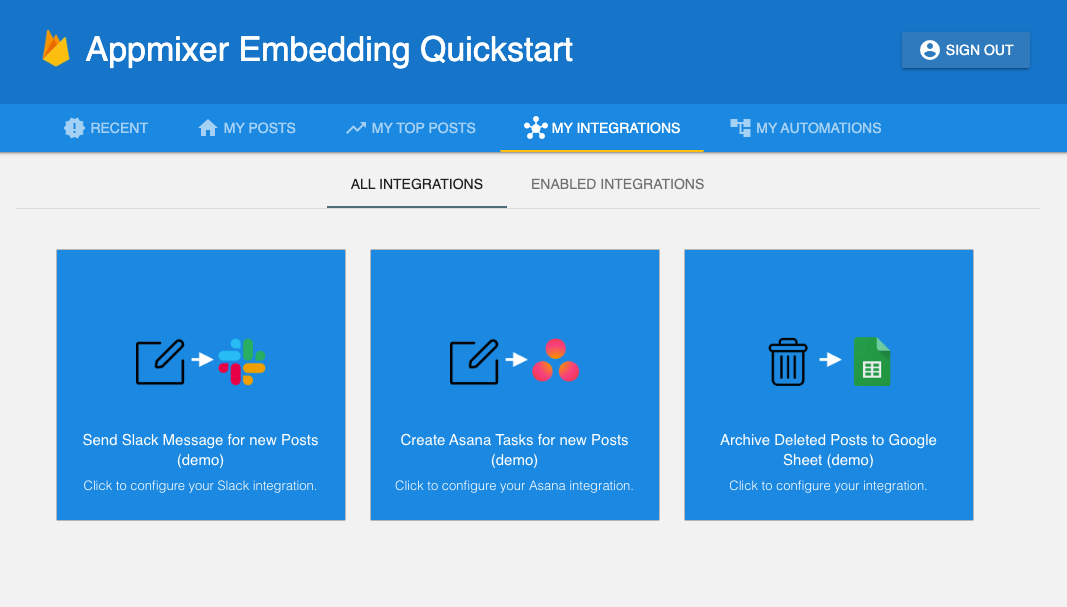 Appmixer Embedding Quickstart
SIGN OUT
RECENT
MY POSTS
MY TOP POSTS
MY INTEGRATIONS
MY AUTOMATIONS
ALL INTEGRATIONS
ENABLED INTEGRATIONS
Send Slack Message for new Posts
(demo)
Click to configure your Slack integration.
Create Asana Tasks for new Posts
(demo)
Click to configure your Asana integration.
Archive Deleted Posts to Google
Sheet (demo)
Click to configure your integration.